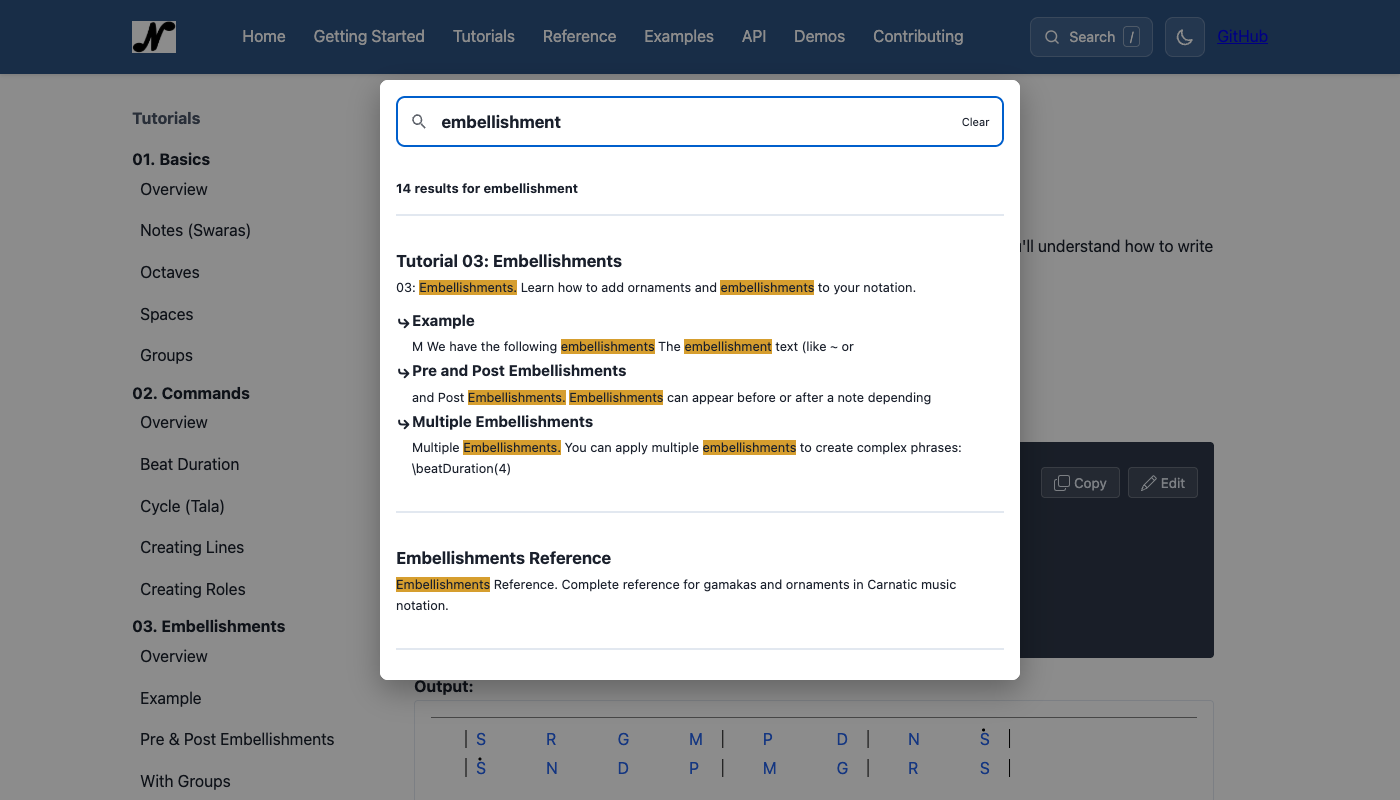 Home Getting Started Tutorials Reference Examples API Demos Contributing Search / GitHub
embellishment Clear
14 results for embellishment
Tutorial 03: Embellishments
03: Embellishments. Learn how to add ornaments and embellishments to your notation.
Example
M We have the following embellishments The embellishment text (like ~ or
Pre and Post Embellishments
and Post Embellishments. Embellishments can appear before or after a note depending
Multiple Embellishments
Multiple Embellishments. You can apply multiple embellishments to create complex phrases:
\beatDuration(4)
Embellishments Reference
Embellishments Reference. Complete reference for gamakas and ornaments in Carnatic music
notation.
Tutorials
01. Basics
Overview
Notes (Swaras)
Octaves
Spaces
Groups
02. Commands
Overview
Beat Duration
Cycle (Tala)
Creating Lines
Creating Roles
03. Embellishments
Overview
Example
Pre & Post Embellishments
With Groups
'll understand how to write
Copy Edit
Output:
| S R G M | P D | N Ṡ |
| Ṡ N D P | M G | R S |